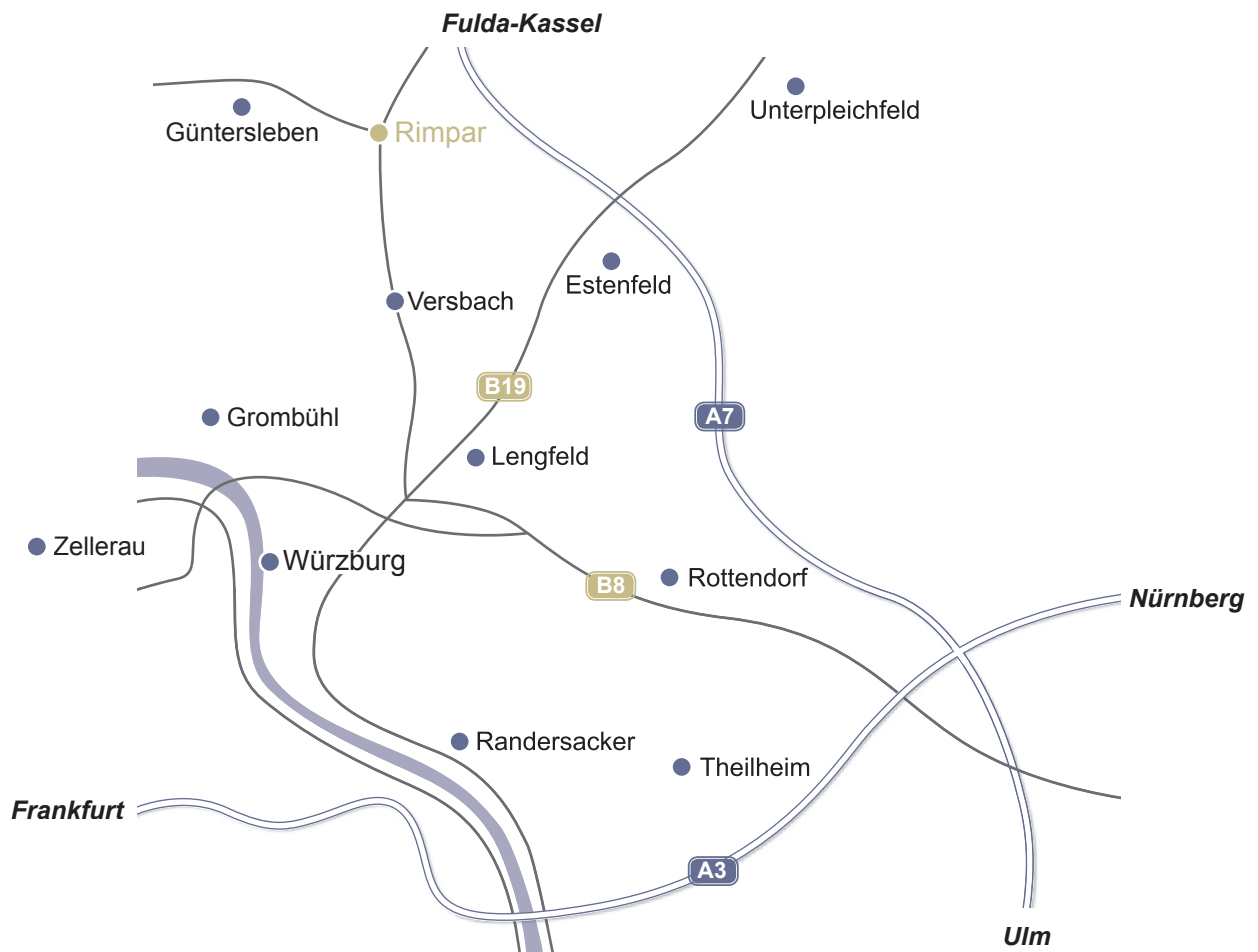 Fulda-Kassel
Unterpleichfeld
Güntersleben
Rimpar
Estenfeld
Versbach
B19
A7
Grombühl
Lengfeld
Zellerau
Würzburg
B8
Rottendorf
Nürnberg
Randersacker
Theilheim
Frankfurt
A3
Ulm